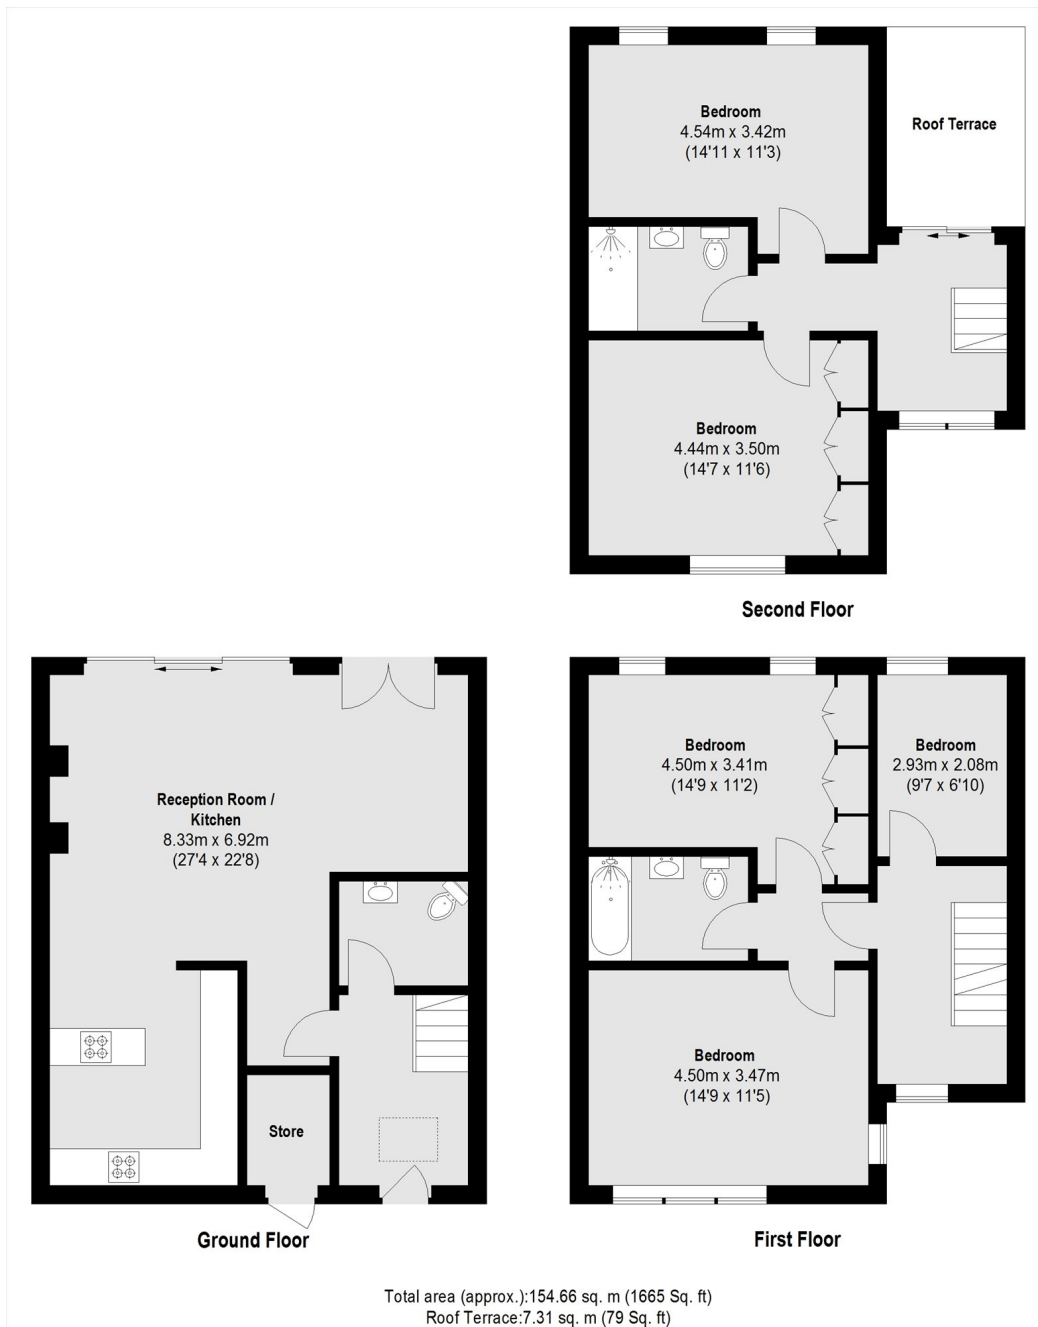 Bedroom
4.54m x 3.42m
(14'11 x 11'3)
Roof Terrace
Bedroom
4.44m x 3.50m
(14'7 x 11'6)
Second Floor
Reception Room /
Kitchen
8.33m x 6.92m
(27'4 x 22'8)
Store
Ground Floor
Bedroom
4.50m x 3.41m
(14'9 x 11'2)
Bedroom
2.93m x 2.08m
(9'7 x 6'10)
Bedroom
4.50m x 3.47m
(14'9 x 11'5)
First Floor
Total area (approx.):154.66 sq. m (1665 Sq. ft)
Roof Terrace:7.31 sq. m (79 Sq. ft)